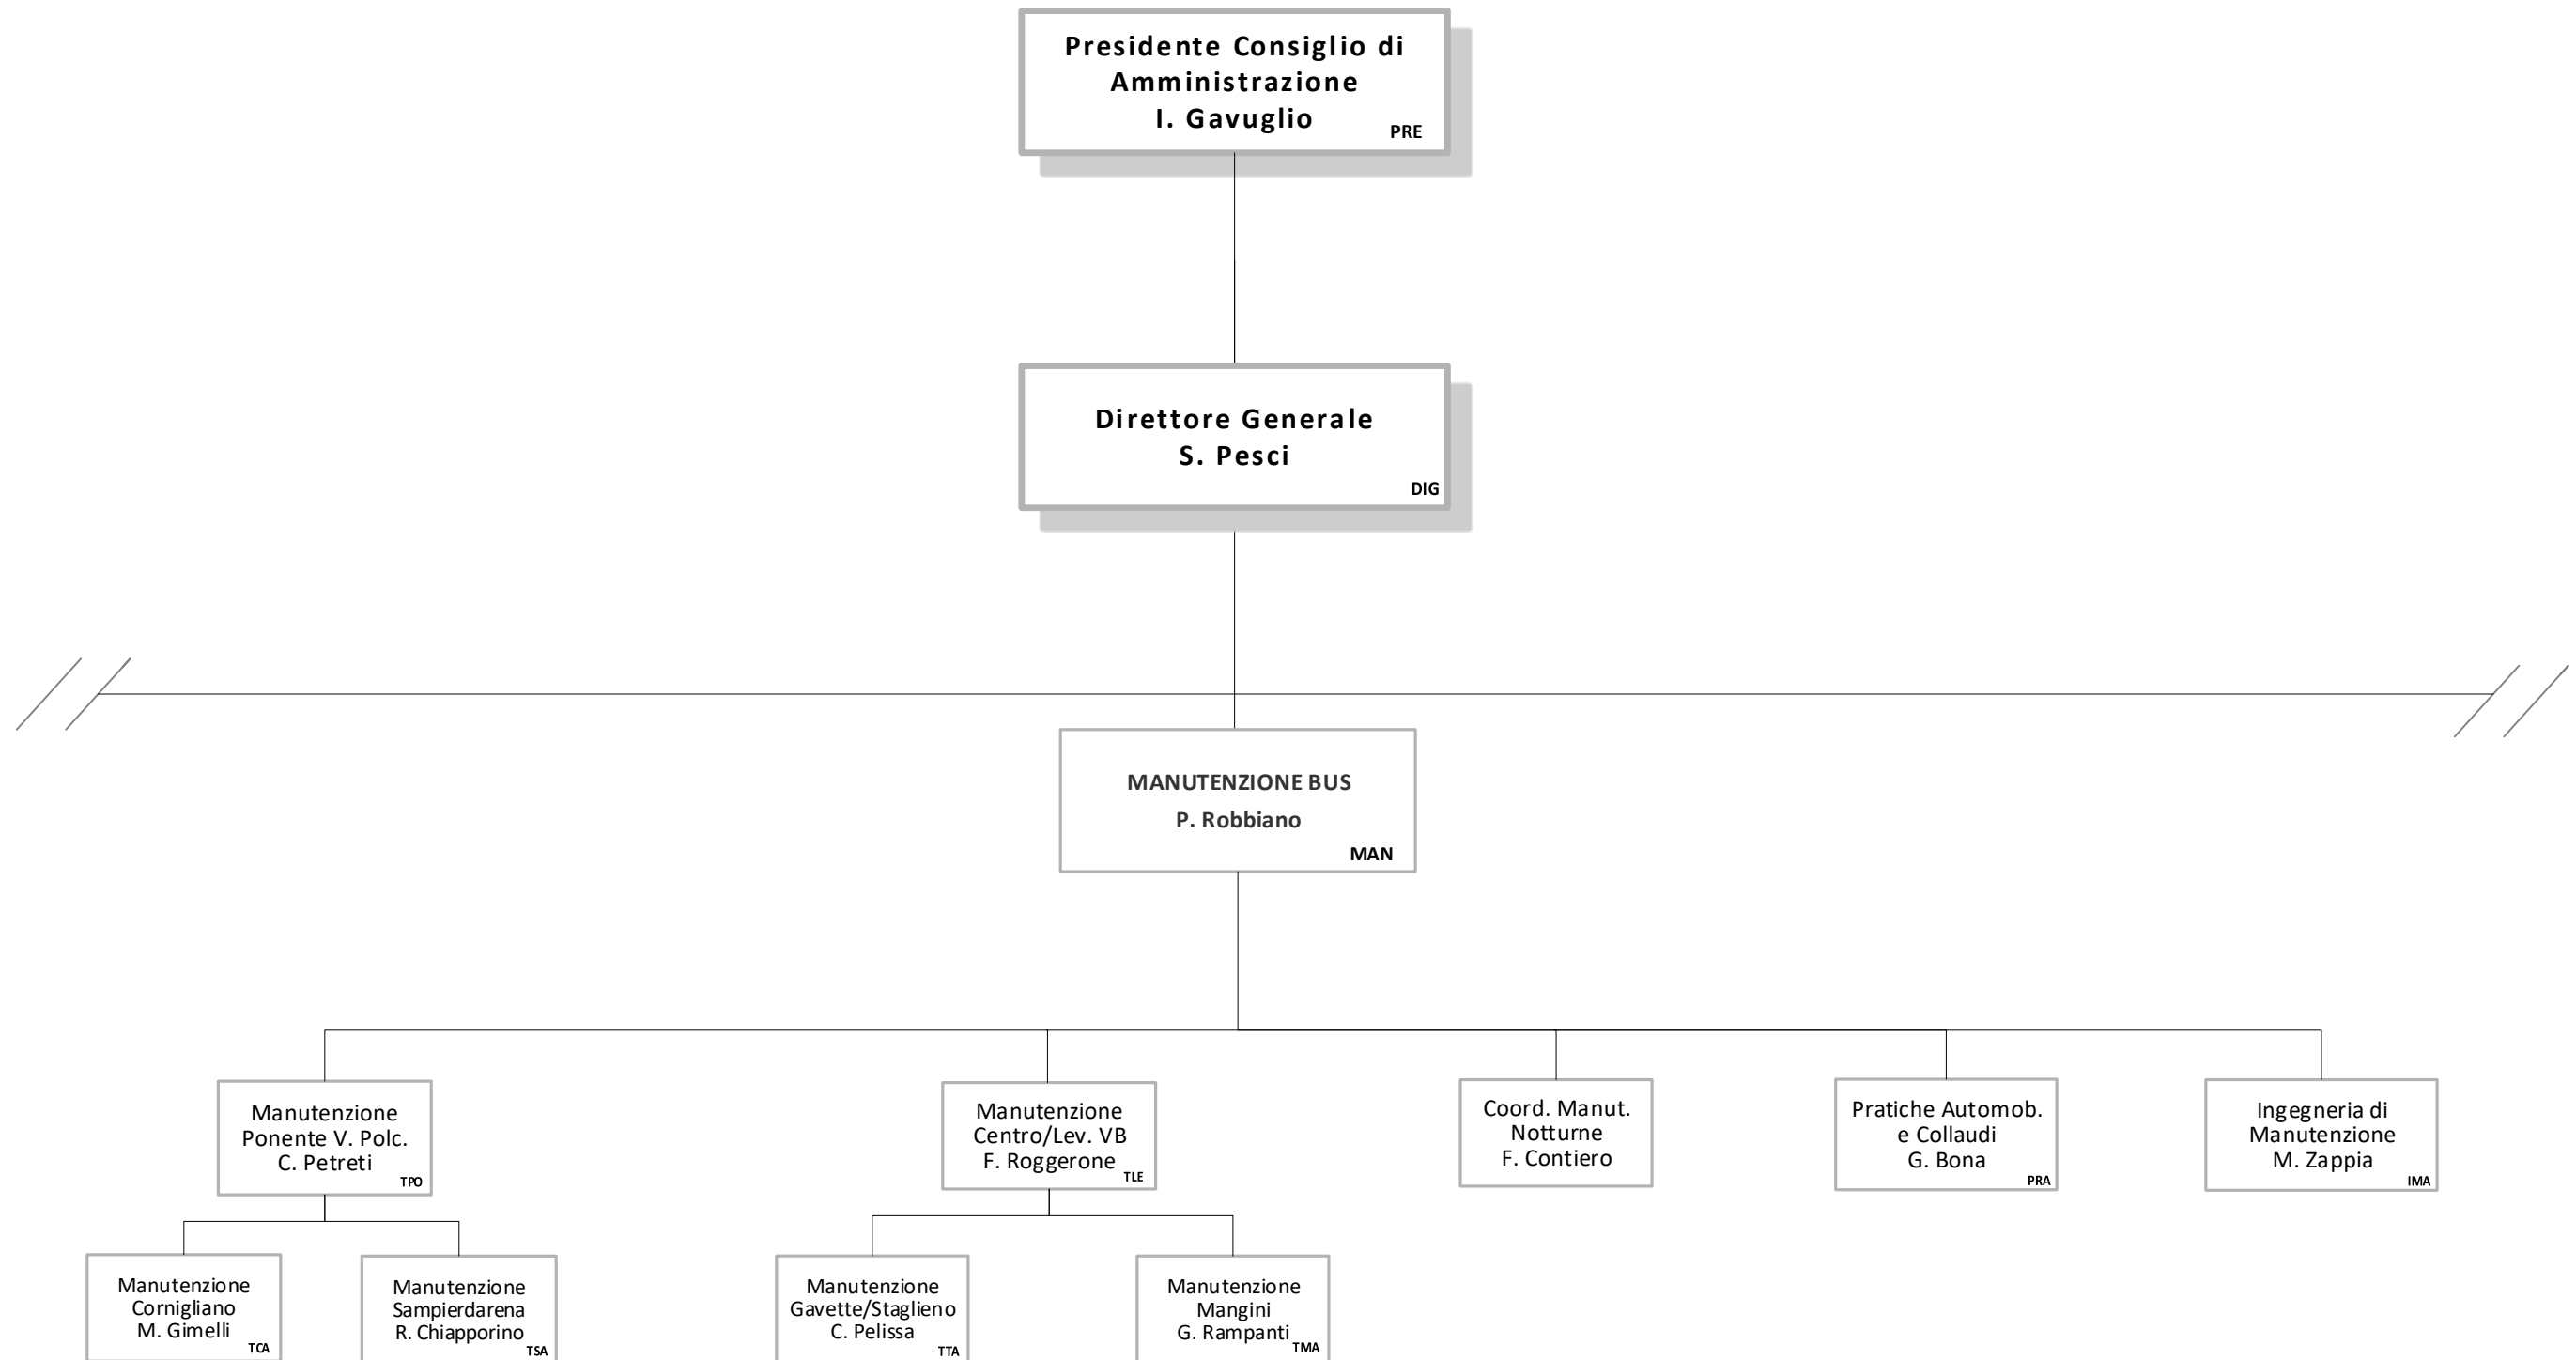 Presidente Consiglio di
Amministrazione
I. Gavuglio
PRE
Direttore Generale
S. Pesci
DIG
MANUTENZIONE BUS
P. Robbiano
MAN
Manutenzione
Ponente V. Polc.
C. Petreti
TPO
Manutenzione
Centro/Lev. VB
F. Roggerone
TLE
Coord. Manut.
Notturne
F. Contiero
Pratiche Automob.
e Collaudi
G. Bona
PRA
Ingegneria di
Manutenzione
M. Zappia
IMA
Manutenzione
Cornigliano
M. Gimelli
TCA
Manutenzione
Sampierdarena
R. Chiapporino
TSA
Manutenzione
Gavette/Staglieno
C. Pelissa
TTA
Manutenzione
Mangini
G. Rampanti
TMA